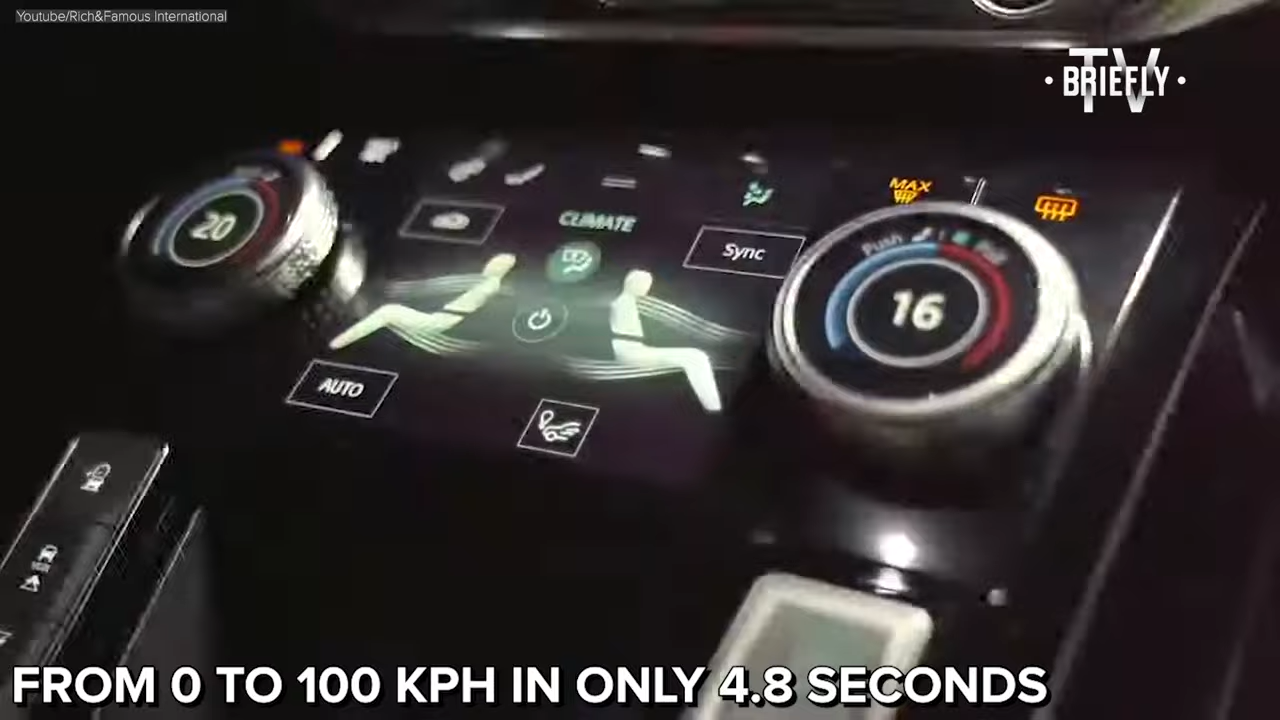 Youtube/Rich&Famous International
TV
BRIEFLY
20
CLIMATE
MAX
Sync
Push
16
AUTO
FROM 0 TO 100 KPH IN ONLY 4.8 SECONDS